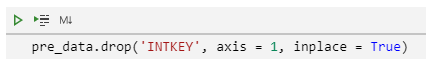 M↓
pre_data.drop('INTKEY', axis = 1, inplace = True)